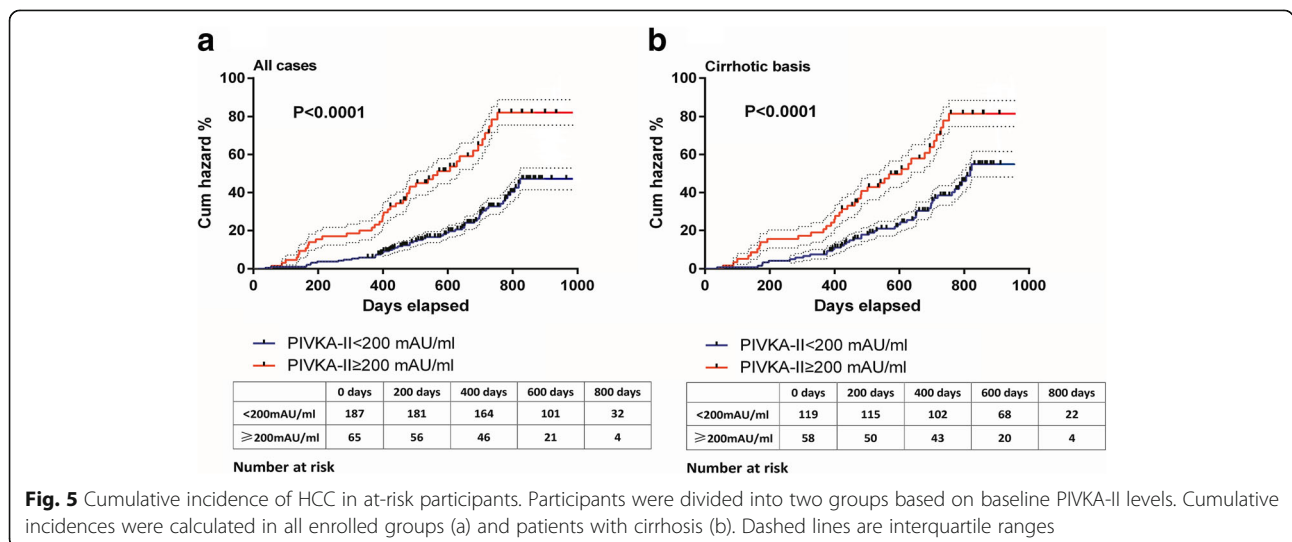 a
All cases
100
80
60
40
20
0
Cum hazard %
P<0.0001
0 200 400 600 800 1000
Days elapsed
PIVKA-II<200 mAU/ml
PIVKA-II≥200 mAU/ml
0 days 200 days 400 days 600 days 800 days
<200mAU/ml 187 181 164 101 32
≥200mAU/ml 65 56 46 21 4
Number at risk
b
Cirrhotic basis
100
80
60
40
20
0
Cum hazard %
P<0.0001
0 200 400 600 800 1000
Days elapsed
PIVKA-II<200 mAU/ml
PIVKA-II≥200 mAU/ml
0 days 200 days 400 days 600 days 800 days
<200mAU/ml 119 115 102 68 22
≥200mAU/ml 58 50 43 20 4
Number at risk
Fig. 5 Cumulative incidence of HCC in at-risk participants. Participants were divided into two groups based on baseline PIVKA-II levels. Cumulative
incidences were calculated in all enrolled groups (a) and patients with cirrhosis (b). Dashed lines are interquartile ranges